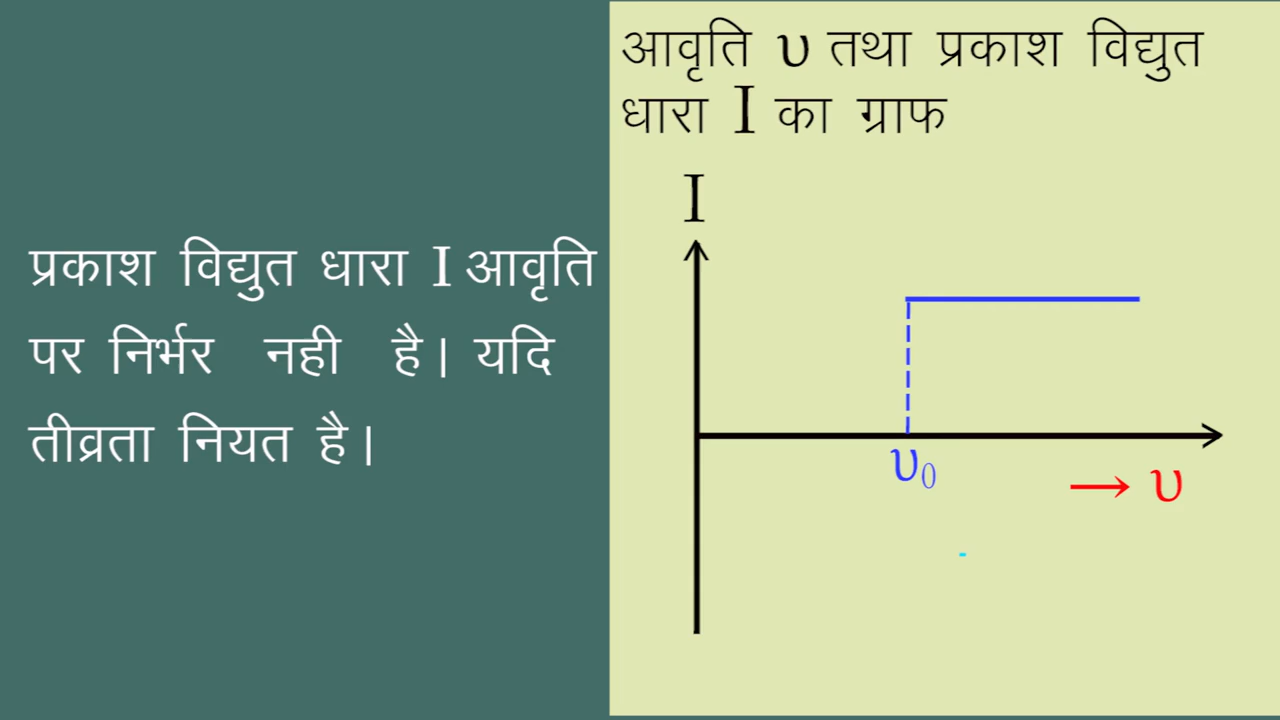 प्रकाश विद्युत धारा I आवृति
पर निर्भर नही है। यदि
तीव्रता नियत है।
आवृति υ तथा प्रकाश विद्युत
धारा I का ग्राफ
I
υ₀
→ υ